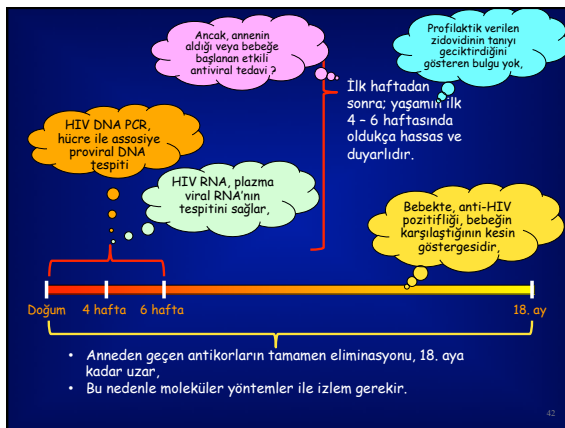 Ancak, annenin
aldığı veya bebeğe
başlanan etkili
antiviral tedavi ?
Profilaktik verilen
zidovidinin tanıyı
geciktirdiğini
gösteren bulgu yok,
İlk haftadan
sonra; yaşamın ilk
4 – 6 haftasında
oldukça hassas ve
duyarlıdır.
HIV DNA PCR,
hücre ile assosiye
proviral DNA
tespiti
HIV RNA, plazma
viral RNA’nın
tespitini sağlar,
Bebekte, anti-HIV
pozitifliği, bebeğin
karşılaştığının kesin
göstergesidir,
Doğum 4 hafta 6 hafta 18. ay
• Anneden geçen antikorların tamamen eliminasyonu, 18. aya
kadar uzar,
• Bu nedenle moleküler yöntemler ile izlem gerekir.
42